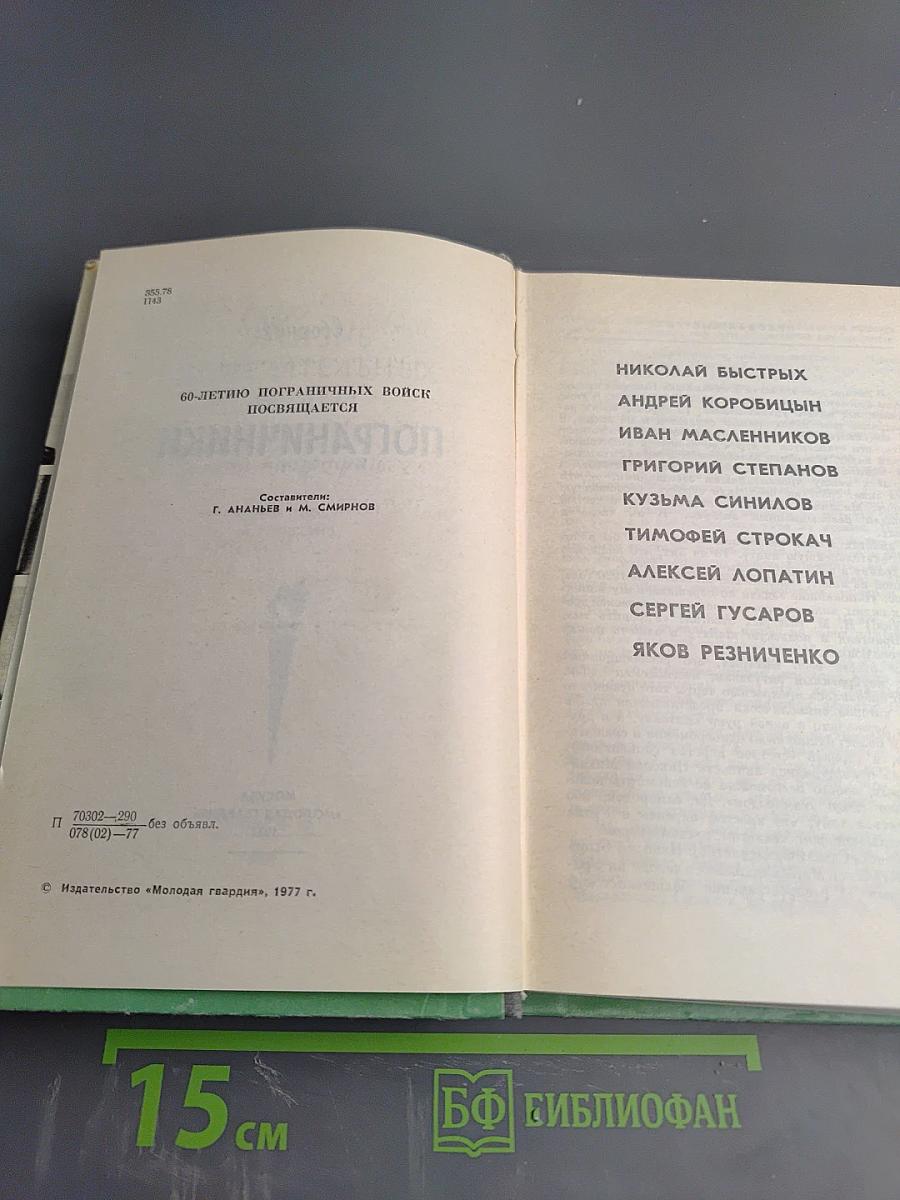 355.78
П43
60-ЛЕТИЮ ПОГРАНИЧНЫХ ВОЙСК
ПОСВЯЩАЕТСЯ
Составители:
Г. АНАНЬЕВ и М. СМИРНОВ
П 70302—290
078(02)—77 без объявл.
© Издательство «Молодая гвардия», 1977 г.
НИКОЛАЙ БЫСТРЫХ
АНДРЕЙ КОРОБИЦЫН
ИВАН МАСЛЕННИКОВ
ГРИГОРИЙ СТЕПАНОВ
КУЗЬМА СИНИЛОВ
ТИМОФЕЙ СТРОКАЧ
АЛЕКСЕЙ ЛОПАТИН
СЕРГЕЙ ГУСАРОВ
ЯКОВ РЕЗНИЧЕНКО
15 см
БФ БИБЛИОФАН